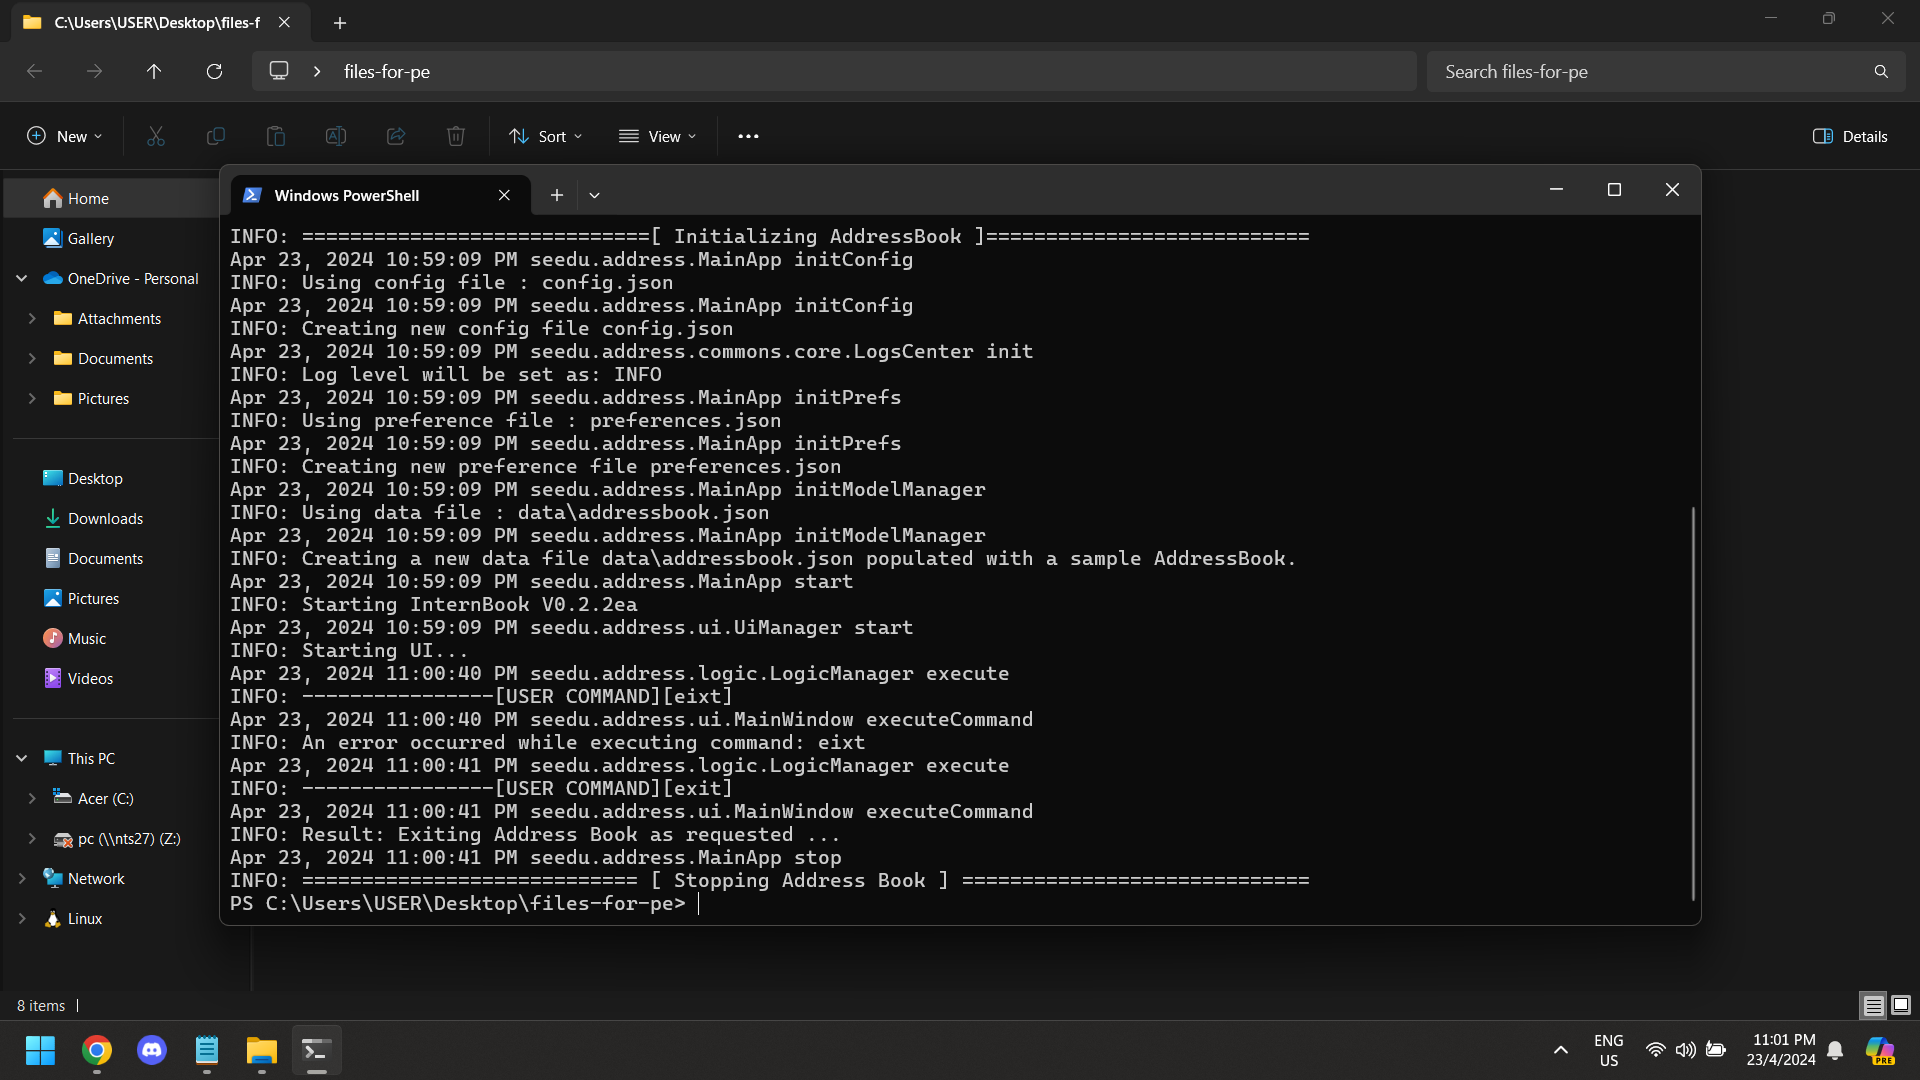 C:\Users\USER\Desktop\files-f
files-for-pe
Search files-for-pe
New
Sort
View
Details
Home
Gallery
OneDrive - Personal
Attachments
Documents
Pictures
Desktop
Downloads
Documents
Pictures
Music
Videos
This PC
Acer (C:)
pc (\\nts27) (Z:)
Network
Linux
Windows PowerShell
INFO: =============================[ Initializing AddressBook ]===========================
Apr 23, 2024 10:59:09 PM seedu.address.MainApp initConfig
INFO: Using config file : config.json
Apr 23, 2024 10:59:09 PM seedu.address.MainApp initConfig
INFO: Creating new config file config.json
Apr 23, 2024 10:59:09 PM seedu.address.commons.core.LogsCenter init
INFO: Log level will be set as: INFO
Apr 23, 2024 10:59:09 PM seedu.address.MainApp initPrefs
INFO: Using preference file : preferences.json
Apr 23, 2024 10:59:09 PM seedu.address.MainApp initPrefs
INFO: Creating new preference file preferences.json
Apr 23, 2024 10:59:09 PM seedu.address.MainApp initModelManager
INFO: Using data file : data\addressbook.json
Apr 23, 2024 10:59:09 PM seedu.address.MainApp initModelManager
INFO: Creating a new data file data\addressbook.json populated with a sample AddressBook.
Apr 23, 2024 10:59:09 PM seedu.address.MainApp start
INFO: Starting InternBook V0.2.2ea
Apr 23, 2024 10:59:09 PM seedu.address.ui.UiManager start
INFO: Starting UI...
Apr 23, 2024 11:00:40 PM seedu.address.logic.LogicManager execute
INFO: ----------------[USER COMMAND][eixt]
Apr 23, 2024 11:00:40 PM seedu.address.ui.MainWindow executeCommand
INFO: An error occurred while executing command: eixt
Apr 23, 2024 11:00:41 PM seedu.address.logic.LogicManager execute
INFO: ----------------[USER COMMAND][exit]
Apr 23, 2024 11:00:41 PM seedu.address.ui.MainWindow executeCommand
INFO: Result: Exiting Address Book as requested ...
Apr 23, 2024 11:00:41 PM seedu.address.MainApp stop
INFO: ============================ [ Stopping Address Book ] =============================
PS C:\Users\USER\Desktop\files-for-pe>
8 items
ENG
US
11:01 PM
23/4/2024
PRE